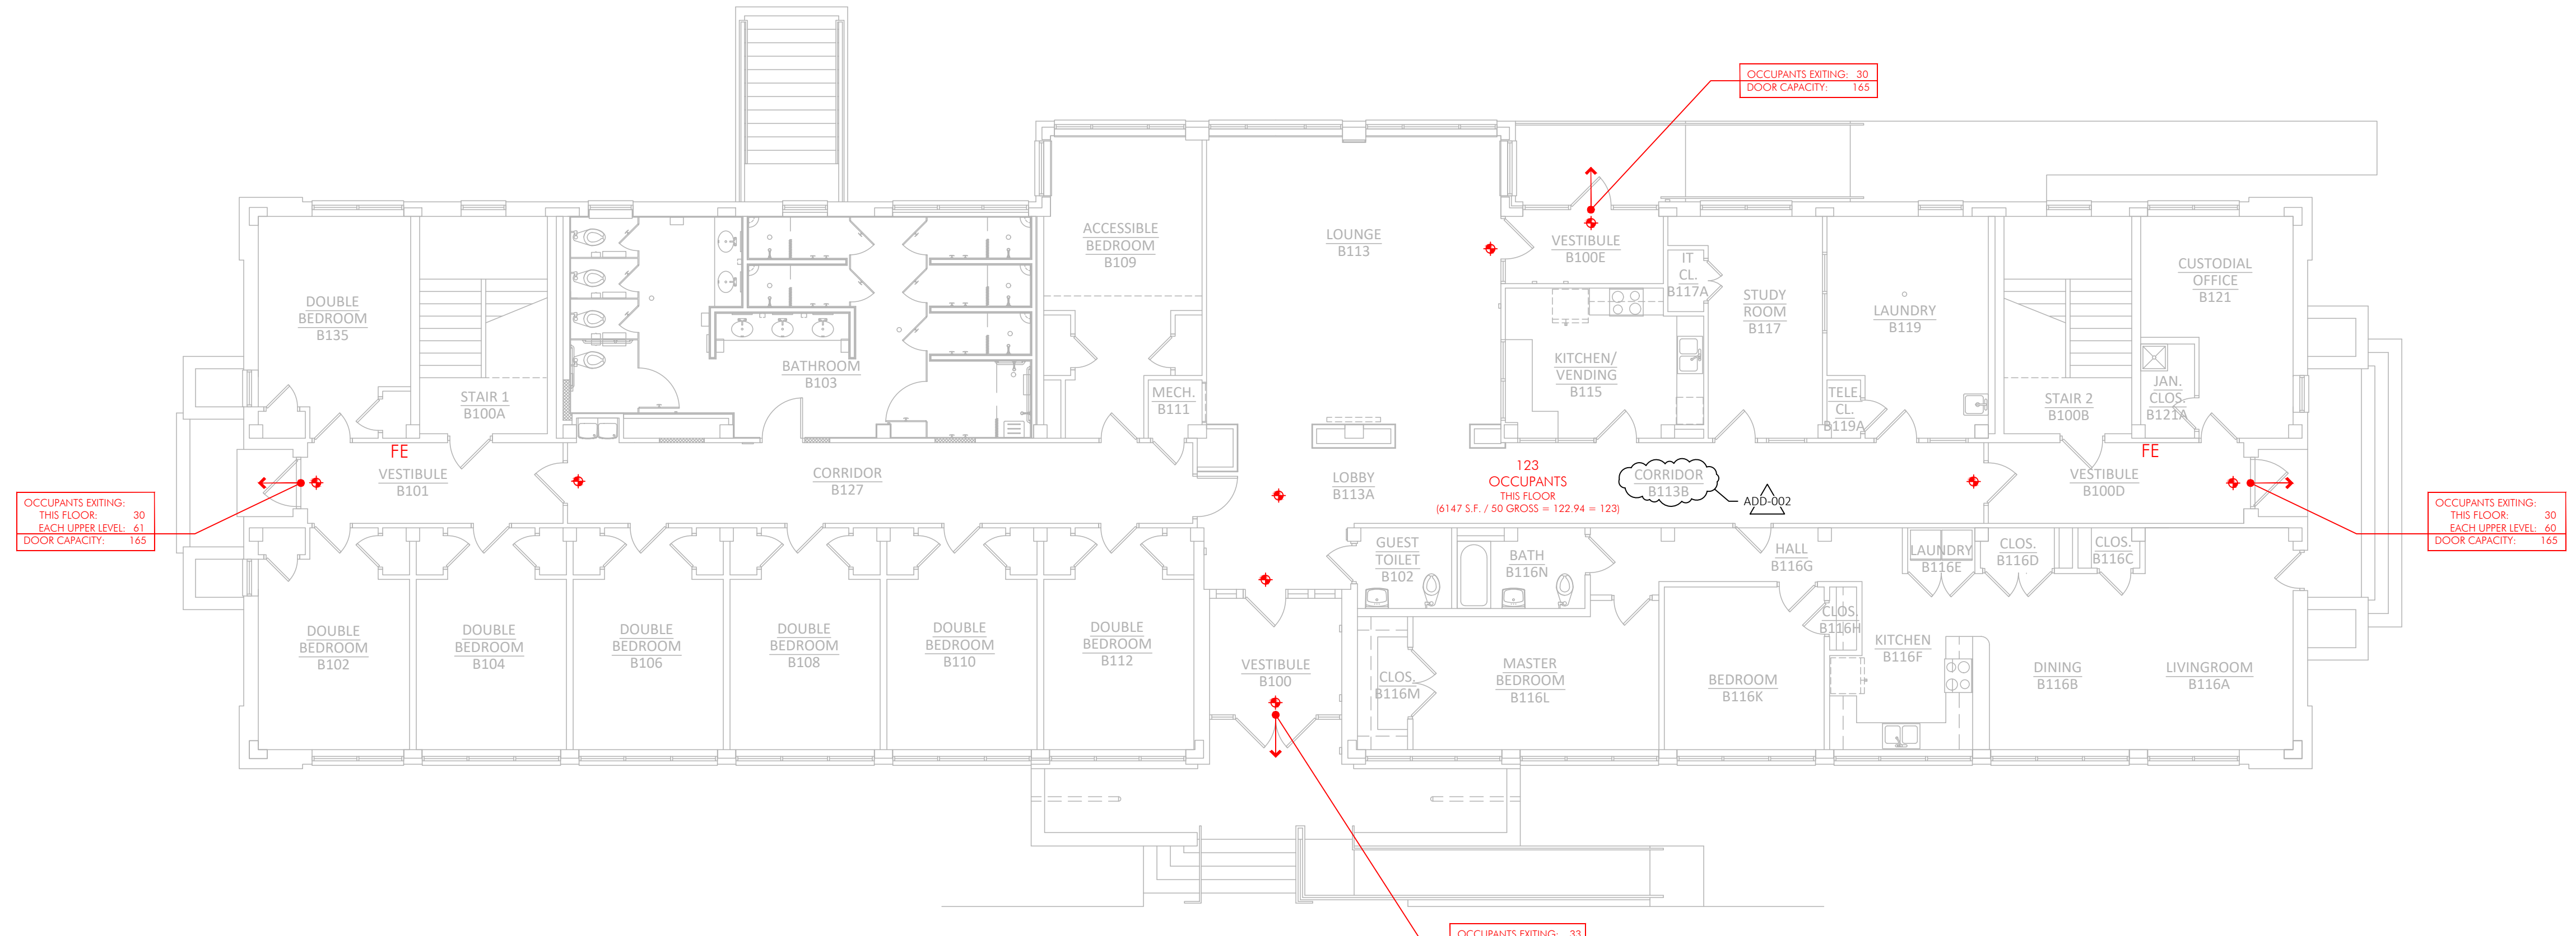 OCCUPANTS EXITING: 30
DOOR CAPACITY: 165
ACCESSIBLE
BEDROOM
B109
LOUNGE
B113
VESTIBULE
B100E
IT
CL.
B117A
STUDY
ROOM
B117
LAUNDRY
B119
CUSTODIAL
OFFICE
B121
DOUBLE
BEDROOM
B135
STAIR 1
B100A
BATHROOM
B103
MECH.
B111
KITCHEN/
VENDING
B115
TELE.
CL.
B119A
STAIR 2
B100B
JAN.
CLOS.
B121A
FE
VESTIBULE
B101
CORRIDOR
B127
LOBBY
B113A
123
OCCUPANTS
THIS FLOOR
(6147 S.F. / 50 GROSS = 122.94 = 123)
CORRIDOR
B113B
ADD-002
FE
VESTIBULE
B100D
OCCUPANTS EXITING:
THIS FLOOR: 30
EACH UPPER LEVEL: 61
DOOR CAPACITY: 165
OCCUPANTS EXITING:
THIS FLOOR: 30
EACH UPPER LEVEL: 60
DOOR CAPACITY: 165
GUEST
TOILET
B102
BATH
B116N
HALL
B116G
LAUNDRY
B116E
CLOS.
B116D
CLOS.
B116C
DOUBLE
BEDROOM
B102
DOUBLE
BEDROOM
B104
DOUBLE
BEDROOM
B106
DOUBLE
BEDROOM
B108
DOUBLE
BEDROOM
B110
DOUBLE
BEDROOM
B112
VESTIBULE
B100
CLOS.
B116M
MASTER
BEDROOM
B116L
BEDROOM
B116K
CLOS.
B116H
KITCHEN
B116F
DINING
B116B
LIVINGROOM
B116A
OCCUPANTS EXITING: 33